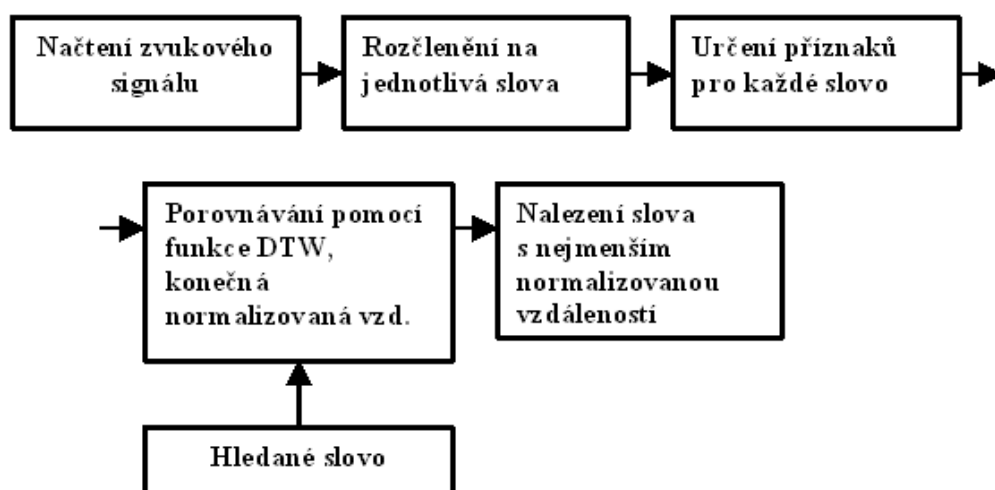 Načtení zvukového
signálu
Rozčlenění na
jednotlivá slova
Určení příznaků
pro každé slovo
Porovnávání pomocí
funkce DTW,
konečná
normalizovaná vzd.
Nalezení slova
s nejmenším
normalizovanou
vzdáleností
Hledané slovo